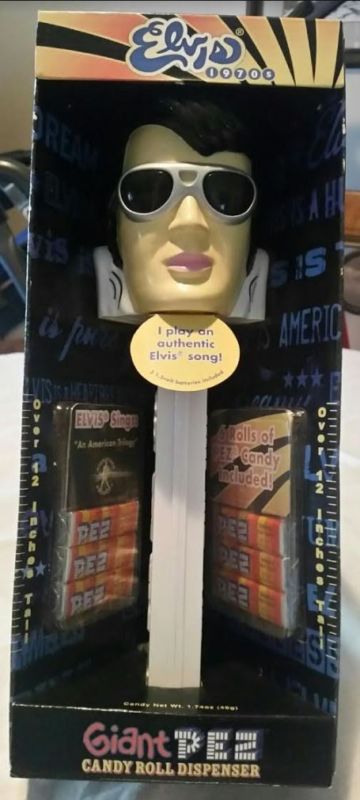 Elvis®
1970s
DREAM
I play an
authentic
Elvis® song!
AMERIC
ELVIS® Sings
"An American Trilogy"
6 Rolls of
PEZ® Candy
Included!
Over 12 Inches Tall
Over 12 Inches Tall
PEZ
PEZ
PEZ
PEZ
PEZ
PEZ
Candy Net Wt. 1.74oz (49g)
Giant PEZ
CANDY ROLL DISPENSER